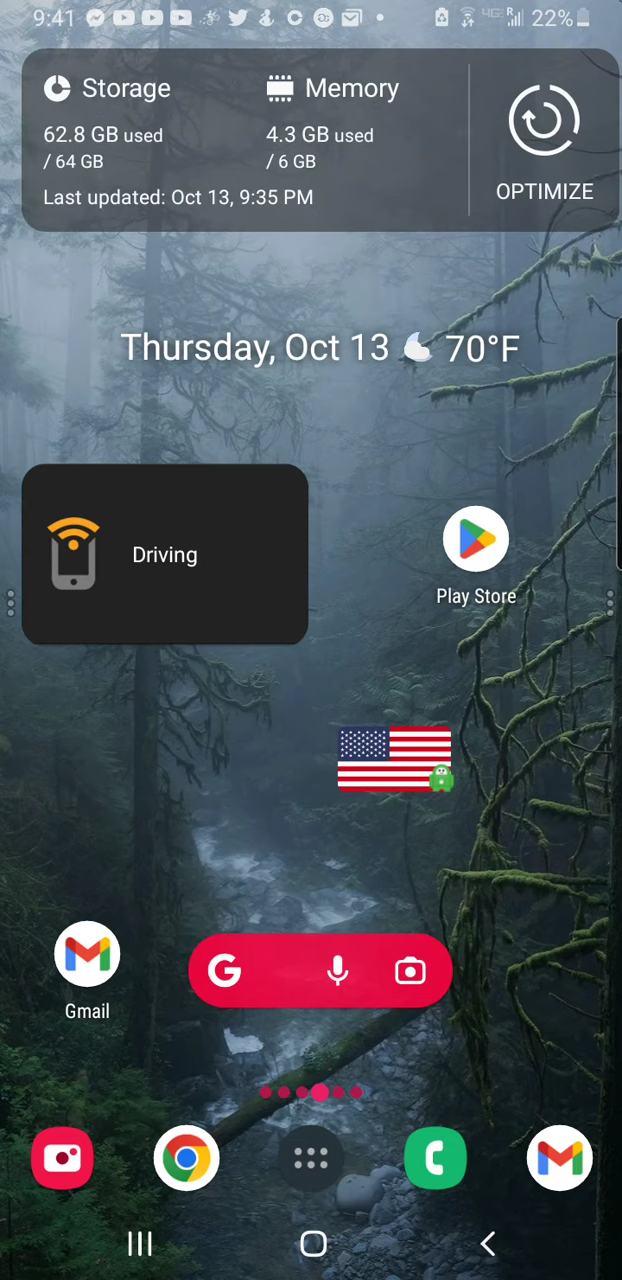 9:41 4GE R 22%
Storage
62.8 GB used
/ 64 GB
Memory
4.3 GB used
/ 6 GB
Last updated: Oct 13, 9:35 PM
OPTIMIZE
Thursday, Oct 13 70°F
Driving
Play Store
Gmail